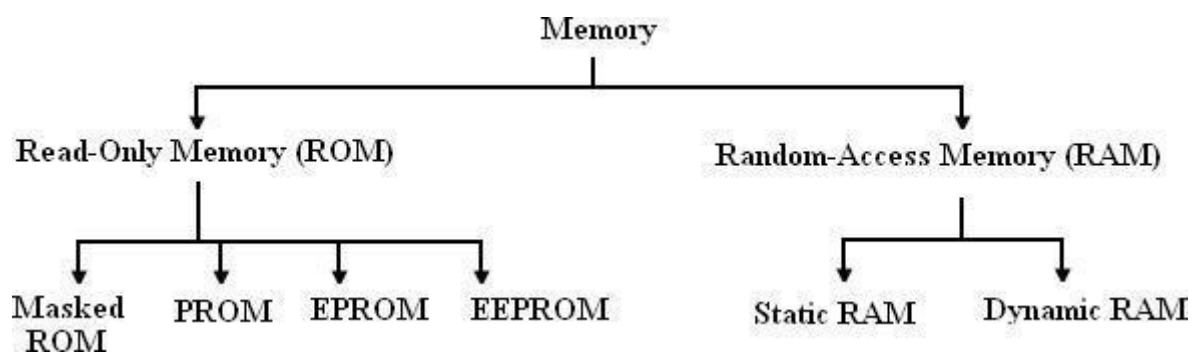 Memory
Read-Only Memory (ROM)
Random-Access Memory (RAM)
Masked
ROM
PROM
EPROM
EEPROM
Static RAM
Dynamic RAM